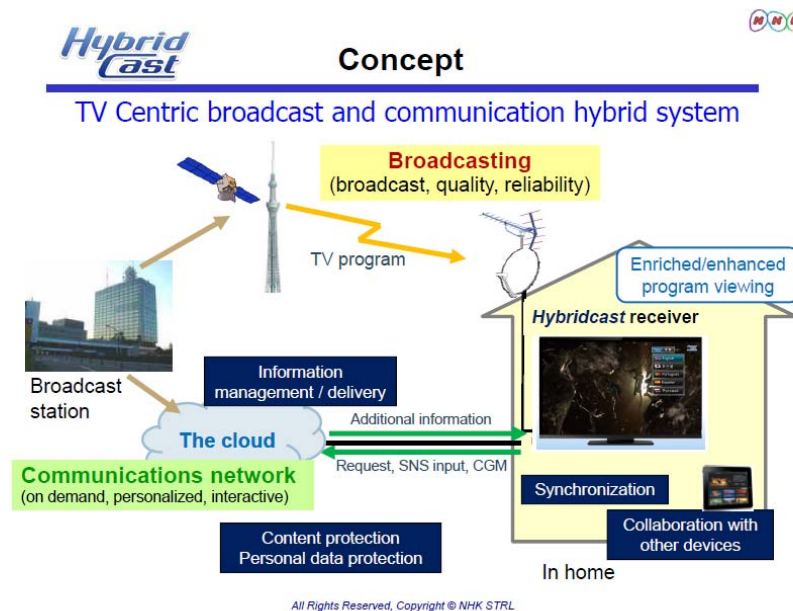 Hybrid
Cast
NHK
Concept
TV Centric broadcast and communication hybrid system
Broadcasting
(broadcast, quality, reliability)
TV program
Enriched/enhanced
program viewing
Hybridcast receiver
Broadcast
station
Information
management / delivery
The cloud
Additional information
Request, SNS input, CGM
Communications network
(on demand, personalized, interactive)
Synchronization
Collaboration with
other devices
Content protection
Personal data protection
In home
All Rights Reserved, Copyright © NHK STRL